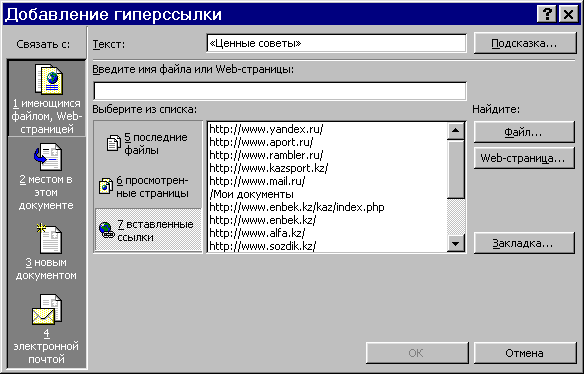 Добавление гиперссылки
Связать с:
Текст:
«Ценные советы»
Подсказка...
1 имеющимся
файлом, Web-
страницей
2 местом в
этом
документе
3 новым
документом
4
электронной
почтой
Введите имя файла или Web-страницы:
Выберите из списка:
5 последние
файлы
6 просмотрен-
ные страницы
7 вставленные
ссылки
http://www.yandex.ru/
http://www.aport.ru/
http://www.rambler.ru/
http://www.kazsport.kz/
http://www.mail.ru/
/Мои документы
http://www.enbek.kz/kaz/index.php
http://www.enbek.kz/
http://www.alfa.kz/
http://www.sozdik.kz/
Найдите:
Файл...
Web-страница...
Закладка...
ОК
Отмена